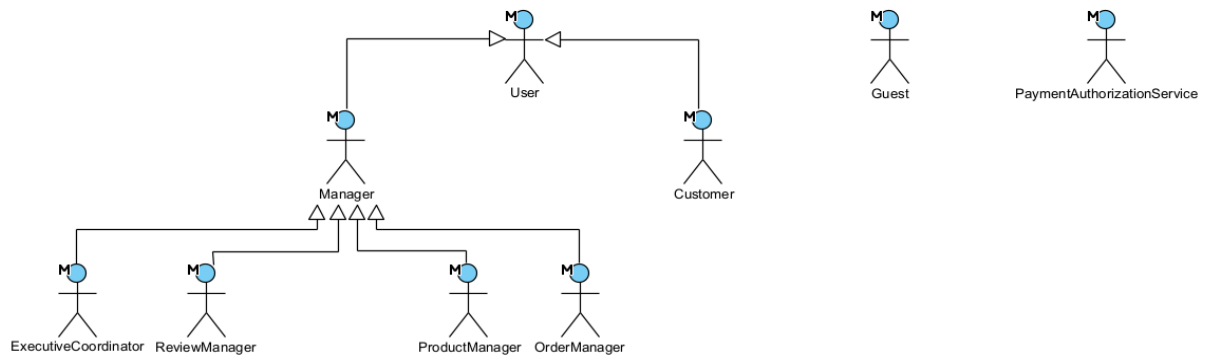 M
M
M
User
Guest
PaymentAuthorizationService
M
M
Manager
Customer
M
M
M
M
ExecutiveCoordinator
ReviewManager
ProductManager
OrderManager